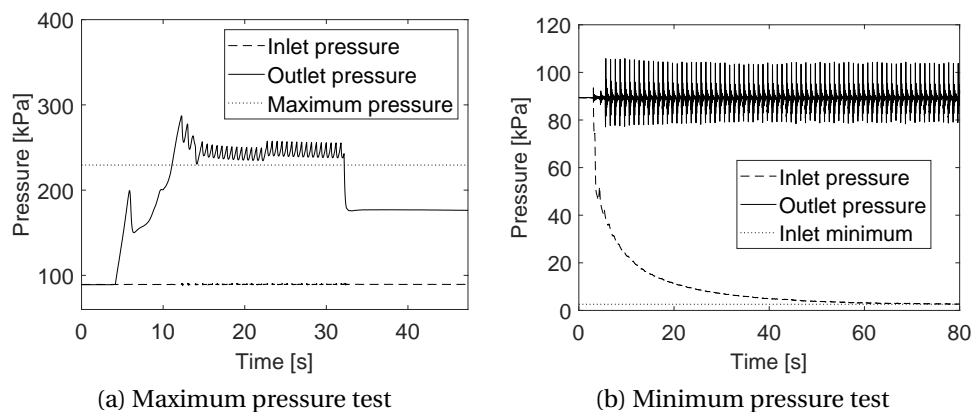 400
300
200
100
0
10
20
30
40
Pressure [kPa]
Time [s]
Inlet pressure
Outlet pressure
Maximum pressure
(a) Maximum pressure test
120
100
80
60
40
20
0
0
20
40
60
80
Pressure [kPa]
Time [s]
Inlet pressure
Outlet pressure
Inlet minimum
(b) Minimum pressure test